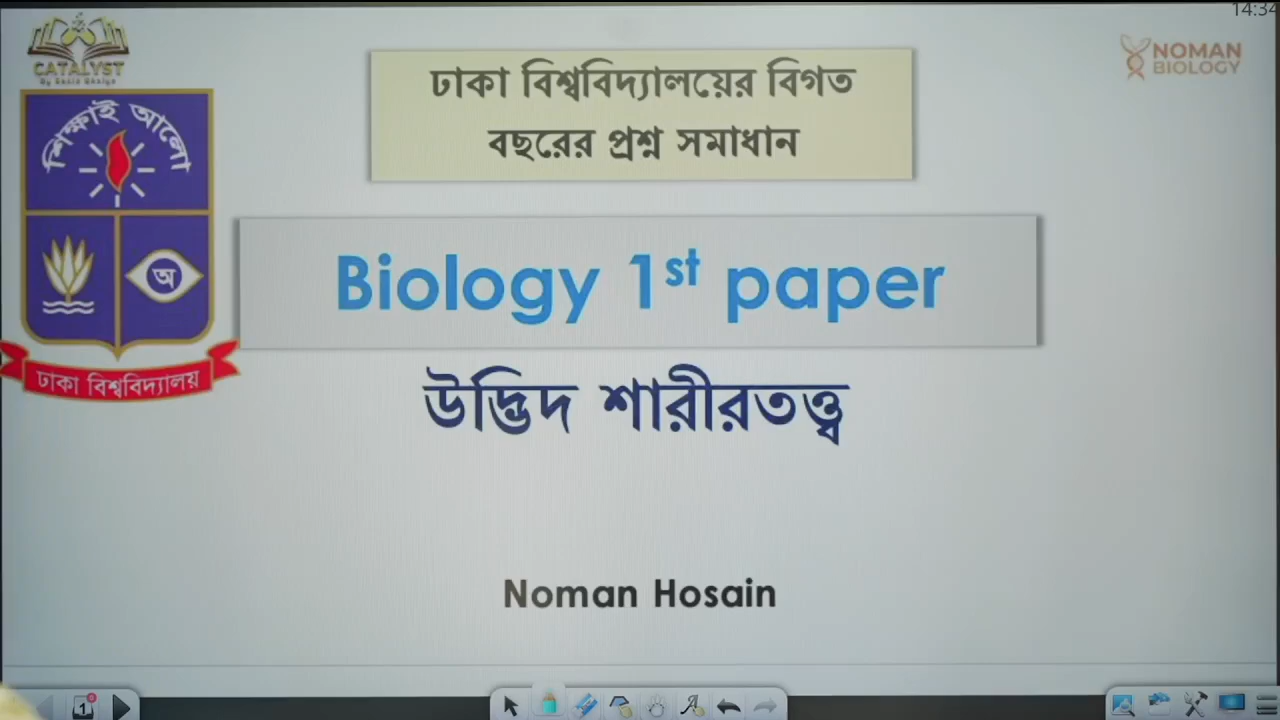 14:34
CATALYST
NOMAN
BIOLOGY
ঢাকা বিশ্ববিদ্যালয়ের বিগত
বছরের প্রশ্ন সমাধান
শিক্ষাই আলো
অ
ঢাকা বিশ্ববিদ্যালয়
Biology 1st paper
উদ্ভিদ শারীরতত্ত্ব
Noman Hosain
1